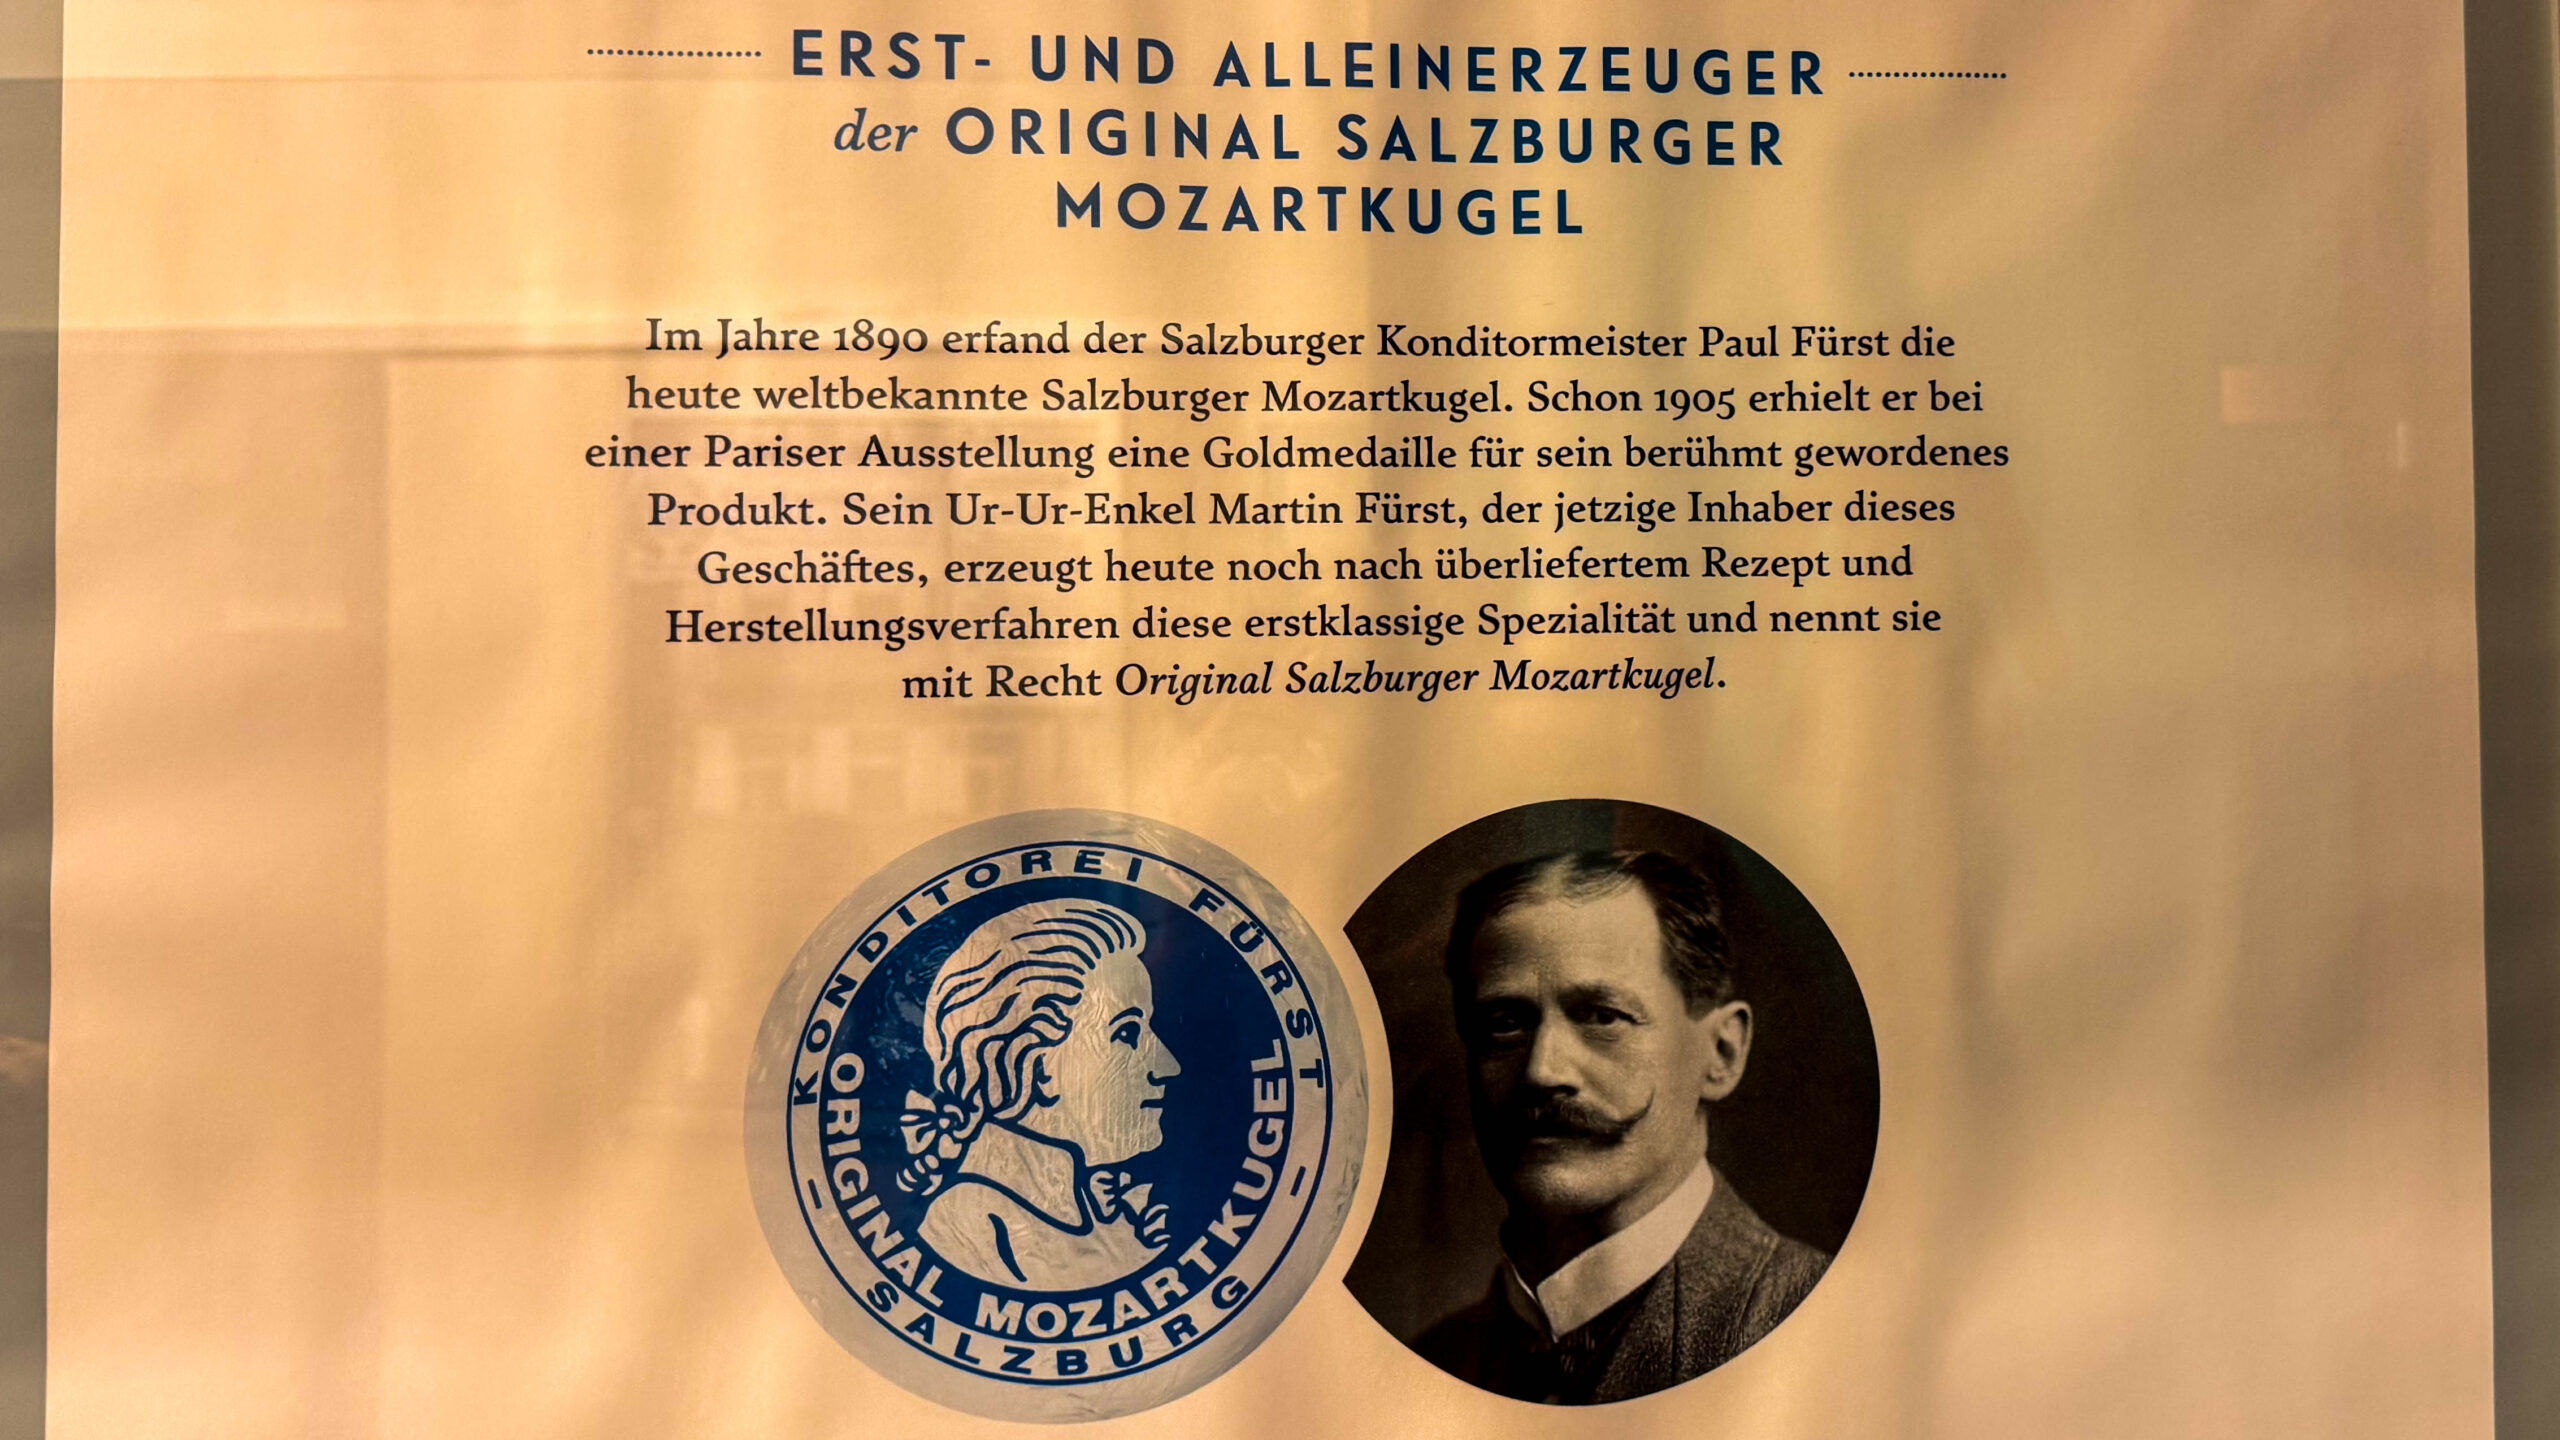 ERST- UND ALLEINERZEUGER
der ORIGINAL SALZBURGER
MOZARTKUGEL
Im Jahre 1890 erfand der Salzburger Konditormeister Paul Fürst die
heute weltbekannte Salzburger Mozartkugel. Schon 1905 erhielt er bei
einer Pariser Ausstellung eine Goldmedaille für sein berühmt gewordenes
Produkt. Sein Ur-Ur-Enkel Martin Fürst, der jetzige Inhaber dieses
Geschäftes, erzeugt heute noch nach überliefertem Rezept und
Herstellungsverfahren diese erstklassige Spezialität und nennt sie
mit Recht Original Salzburger Mozartkugel.
KONDITOREI FÜRST
ORIGINAL MOZARTKUGEL
– SALZBURG –